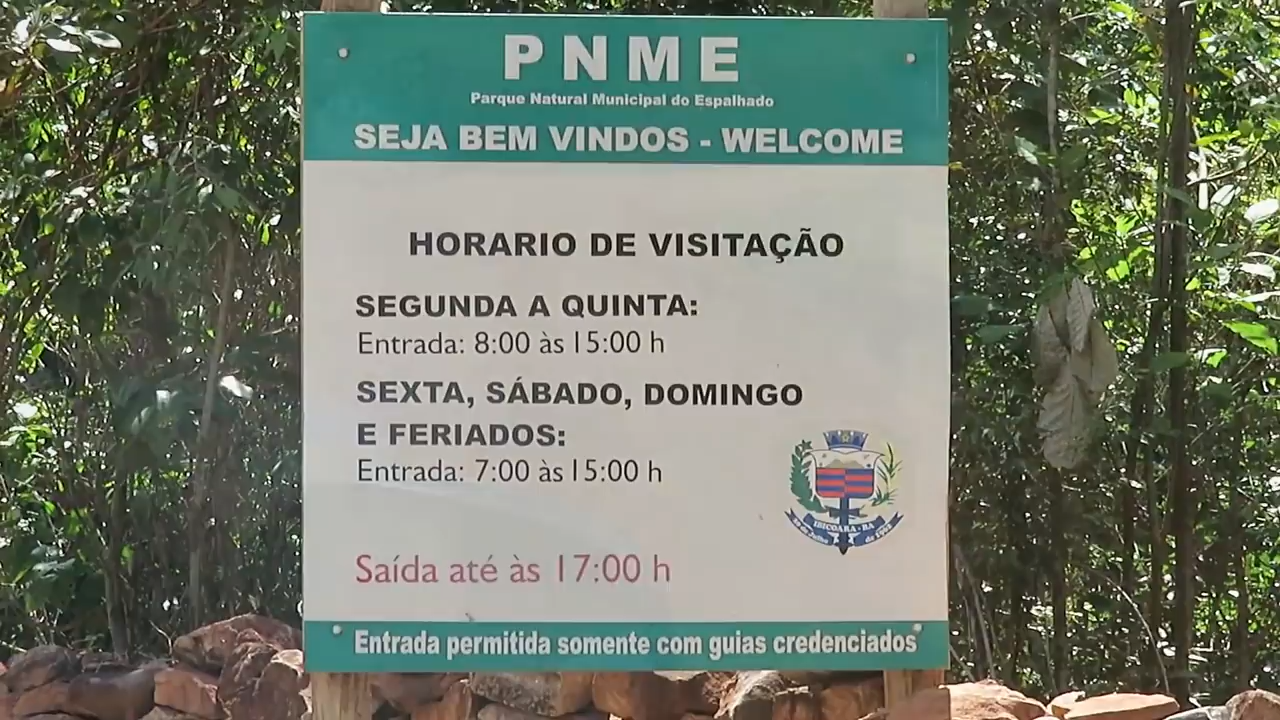 PNME
Parque Natural Municipal do Espalhado
SEJA BEM VINDOS - WELCOME
HORARIO DE VISITAÇÃO
SEGUNDA A QUINTA:
Entrada: 8:00 às 15:00 h
SEXTA, SÁBADO, DOMINGO
E FERIADOS:
Entrada: 7:00 às 15:00 h
IBICOARA - BA
Saída até às 17:00 h
Entrada permitida somente com guias credenciados